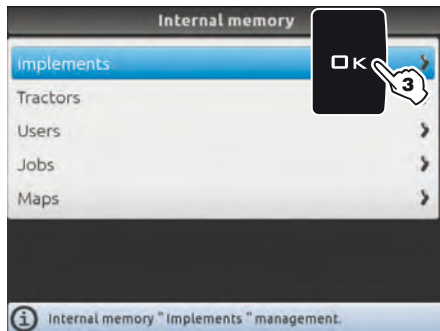 Internal memory
implements
OK
3
Tractors
Users
Jobs
Maps
i Internal memory " Implements " management.